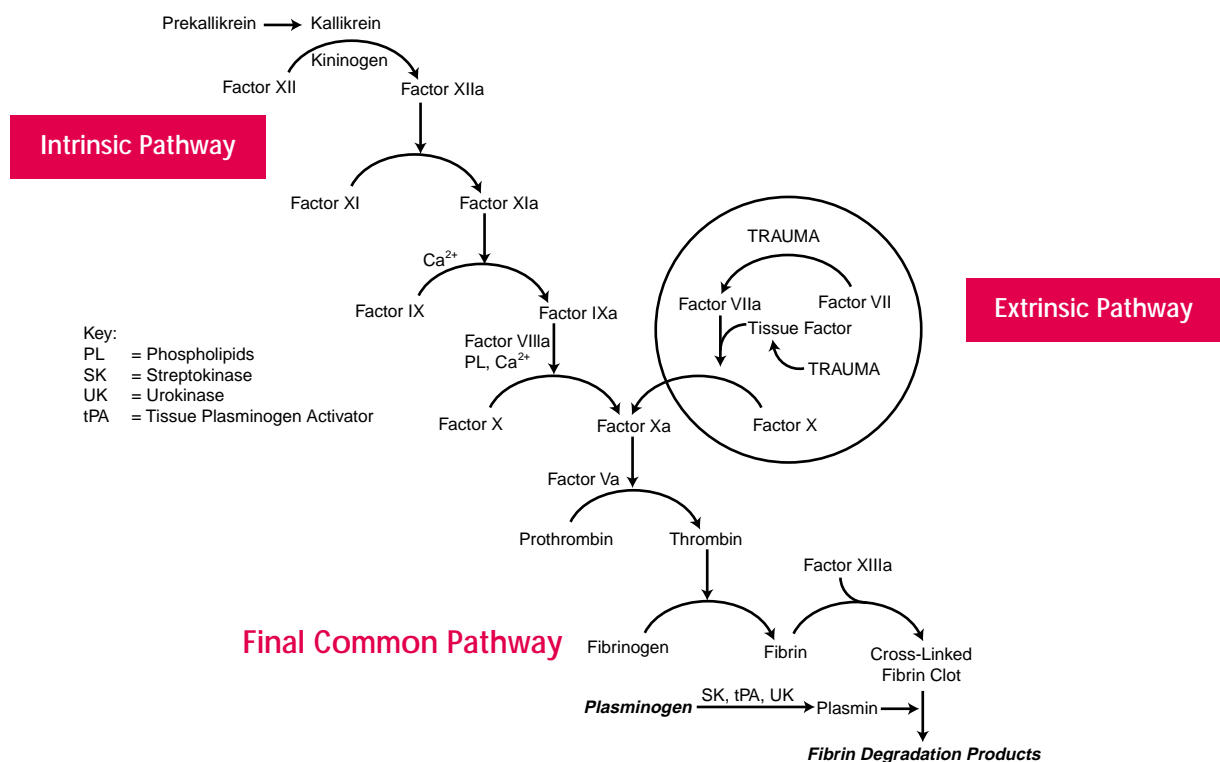 Prekallikrein
Kallikrein
Kininogen
Factor XII
Factor XIIa
Intrinsic Pathway
Factor XI
Factor XIa
TRAUMA
Ca²⁺
Factor IX
Factor IXa
Factor VIIa
Factor VII
Extrinsic Pathway
Tissue Factor
TRAUMA
Key:
PL = Phospholipids
SK = Streptokinase
UK = Urokinase
tPA = Tissue Plasminogen Activator
Factor VIIIa
PL, Ca²⁺
Factor X
Factor Xa
Factor X
Factor Va
Prothrombin
Thrombin
Factor XIIIa
Final Common Pathway
Fibrinogen
Fibrin
Cross-Linked
Fibrin Clot
Plasminogen
SK, tPA, UK
Plasmin
Fibrin Degradation Products